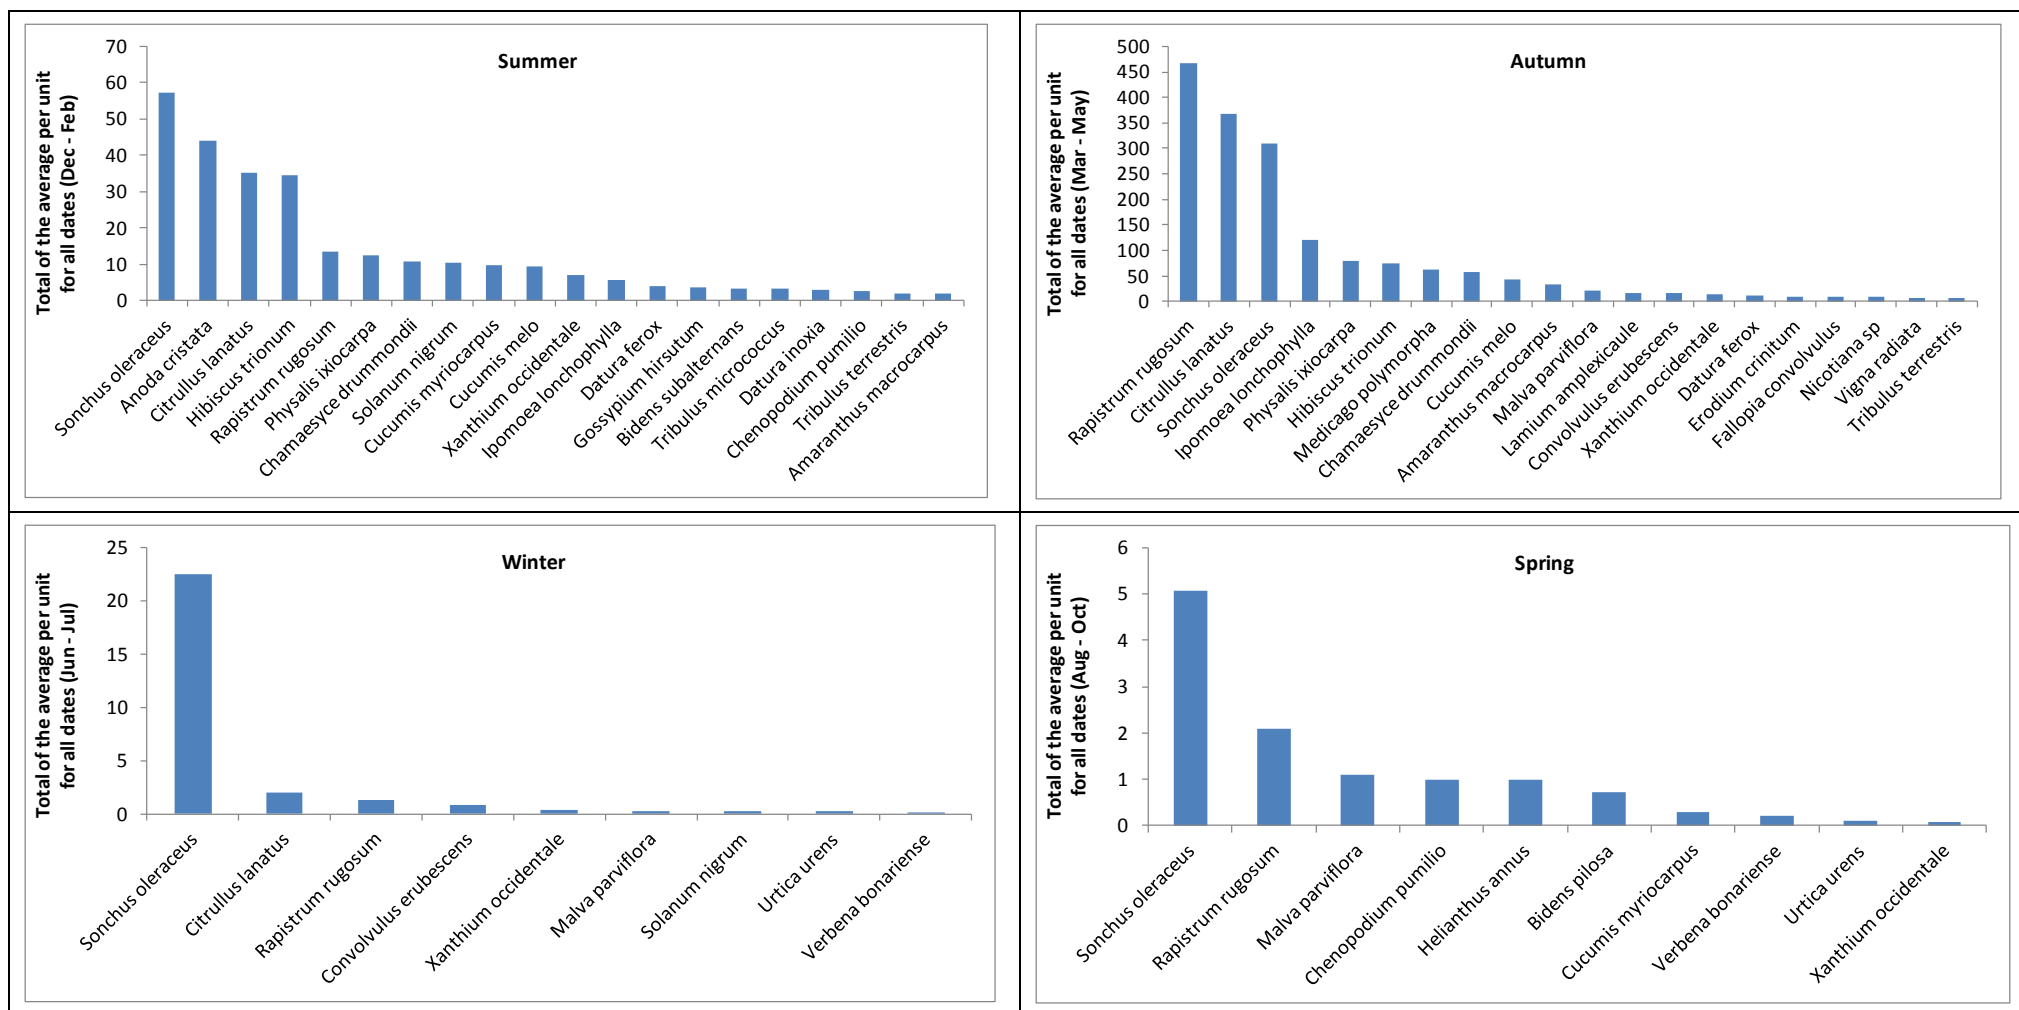 Summer
Total of the average per unit
for all dates (Dec - Feb)
70
60
50
40
30
20
10
0
Sonchus oleraceus
Anoda cristata
Citrullus lanatus
Hibiscus trionum
Rapistrum rugosum
Physalis ixiocarpa
Chamaesyce drummondii
Solanum nigrum
Cucumis myriocarpus
Cucumis melo
Xanthium occidentale
Ipomoea lonchophylla
Datura ferox
Gossypium hirsutum
Bidens subalternans
Tribulus micrococcus
Datura inoxia
Chenopodium pumilio
Tribulus terrestris
Amaranthus macrocarpus
Autumn
Total of the average per unit
for all dates (Mar - May)
500
450
400
350
300
250
200
150
100
50
0
Rapistrum rugosum
Citrullus lanatus
Sonchus oleraceus
Ipomoea lonchophylla
Physalis ixiocarpa
Hibiscus trionum
Medicago polymorpha
Chamaesyce drummondii
Cucumis melo
Amaranthus macrocarpus
Malva parviflora
Lamium amplexicaule
Convolvulus erubescens
Xanthium occidentale
Datura ferox
Erodium crinitum
Fallopia convolvulus
Nicotiana sp
Vigna radiata
Tribulus terrestris
Winter
Total of the average per unit
for all dates (Jun - Jul)
25
20
15
10
5
0
Sonchus oleraceus
Citrullus lanatus
Rapistrum rugosum
Convolvulus erubescens
Xanthium occidentale
Malva parviflora
Solanum nigrum
Urtica urens
Verbena bonariense
Spring
Total of the average per unit
for all dates (Aug - Oct)
6
5
4
3
2
1
0
Sonchus oleraceus
Rapistrum rugosum
Malva parviflora
Chenopodium pumilio
Helianthus annus
Bidens pilosa
Cucumis myriocarpus
Verbena bonariense
Urtica urens
Xanthium occidentale